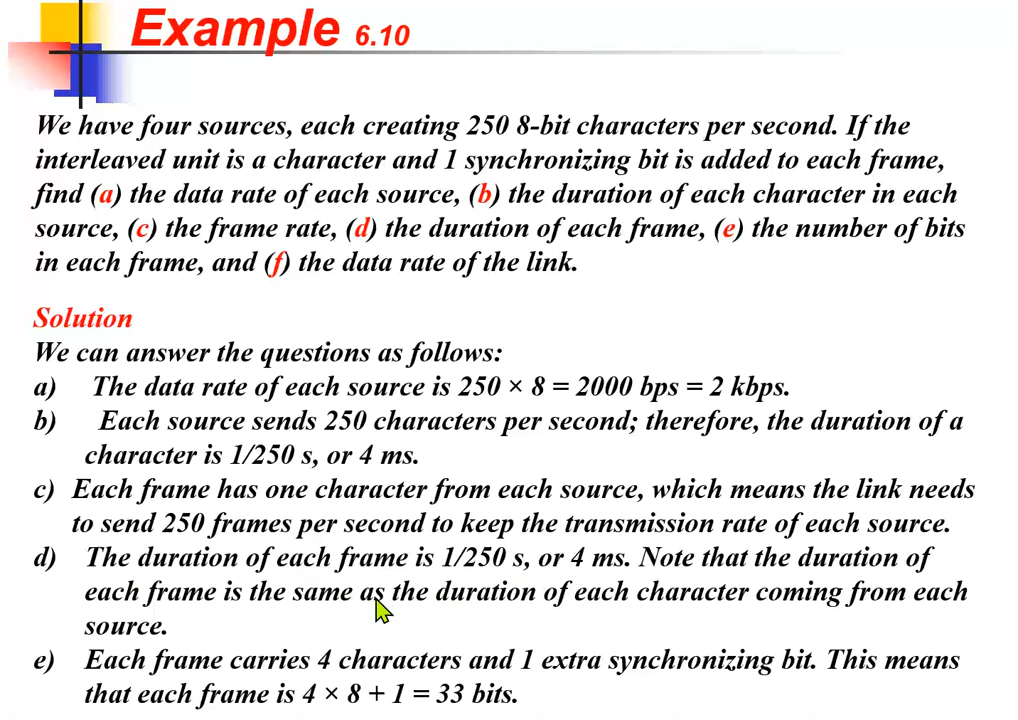 Example 6.10
We have four sources, each creating 250 8-bit characters per second. If the
interleaved unit is a character and 1 synchronizing bit is added to each frame,
find (a) the data rate of each source, (b) the duration of each character in each
source, (c) the frame rate, (d) the duration of each frame, (e) the number of bits
in each frame, and (f) the data rate of the link.
Solution
We can answer the questions as follows:
a) The data rate of each source is 250 × 8 = 2000 bps = 2 kbps.
b) Each source sends 250 characters per second; therefore, the duration of a
character is 1/250 s, or 4 ms.
c) Each frame has one character from each source, which means the link needs
to send 250 frames per second to keep the transmission rate of each source.
d) The duration of each frame is 1/250 s, or 4 ms. Note that the duration of
each frame is the same as the duration of each character coming from each
source.
e) Each frame carries 4 characters and 1 extra synchronizing bit. This means
that each frame is 4 × 8 + 1 = 33 bits.